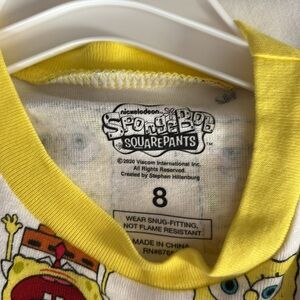 nickelodeon
SpongeBob
SQUAREPANTS
©2020 Viacom International Inc.
All Rights Reserved.
Created by Stephen Hillenburg
8
WEAR SNUG-FITTING,
NOT FLAME RESISTANT
MADE IN CHINA